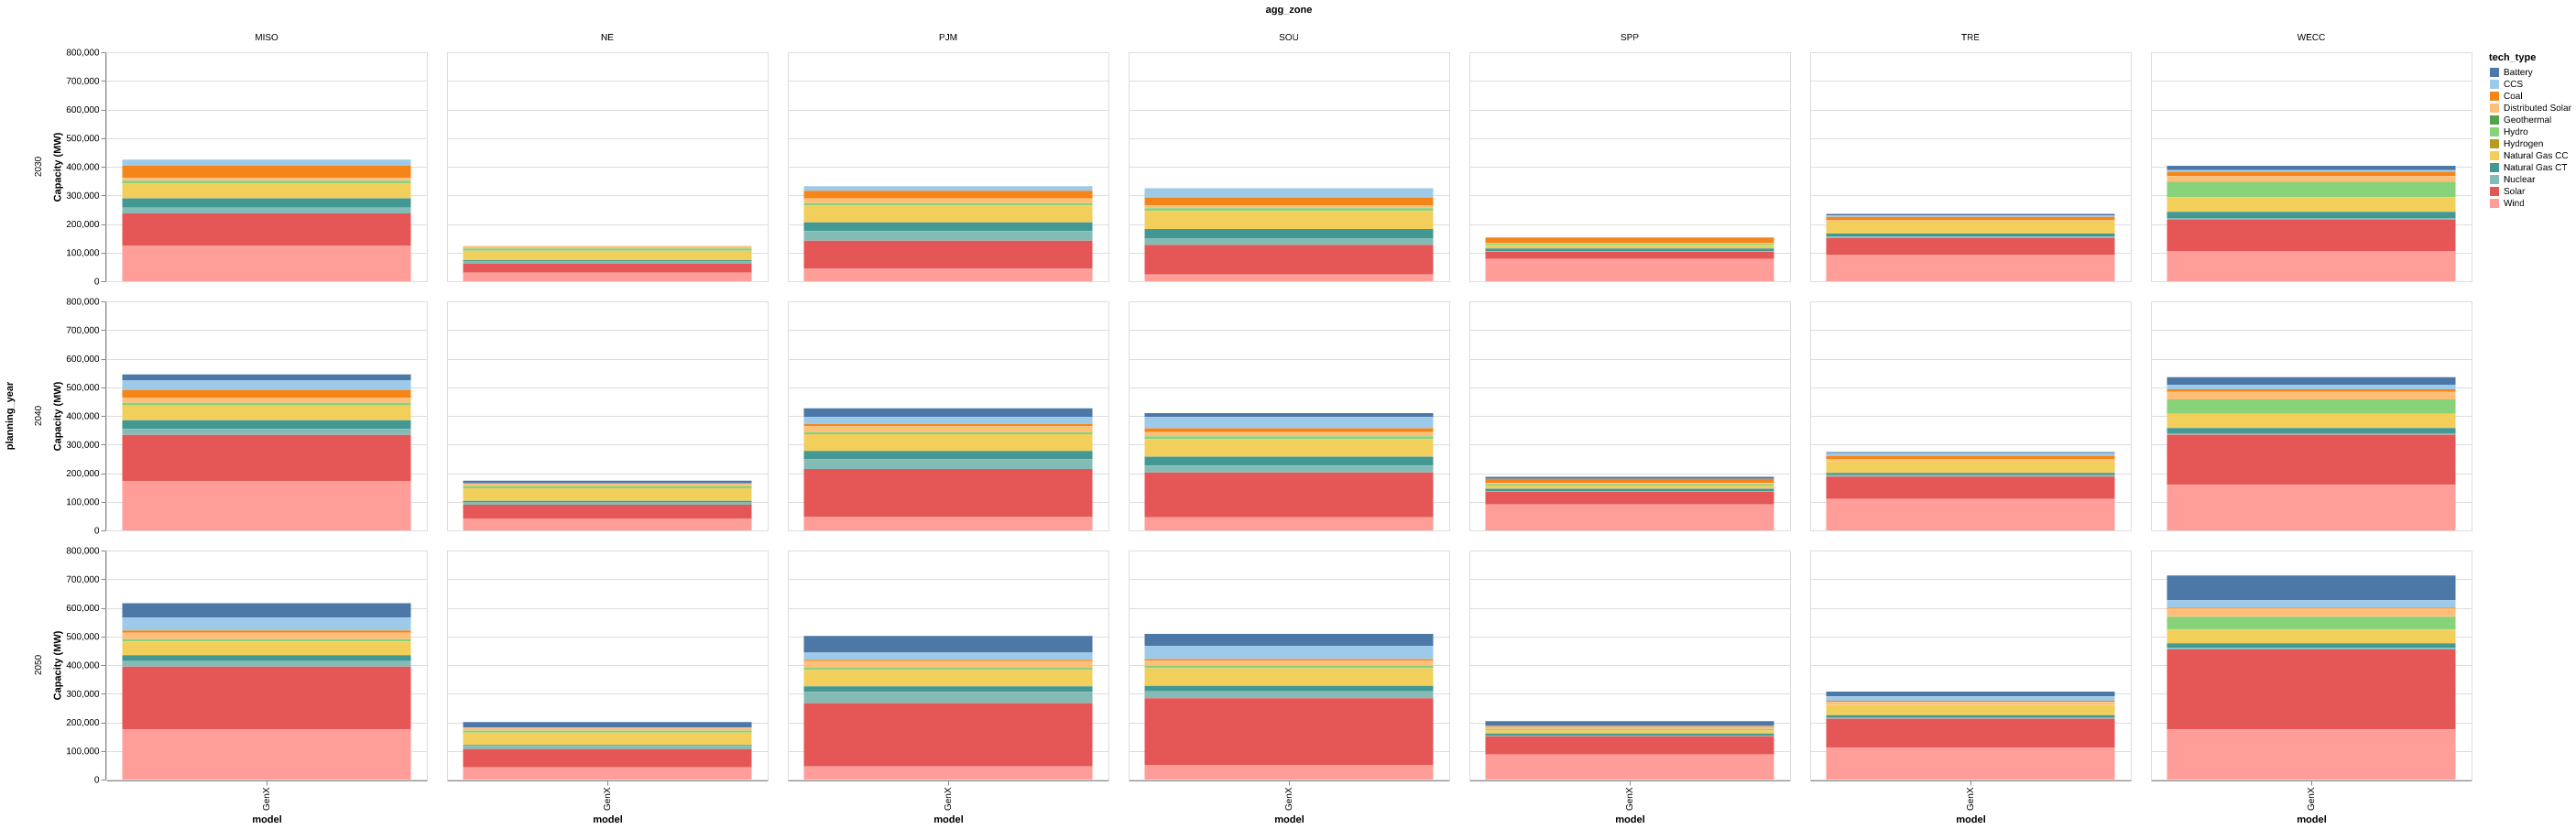 agg_zone
MISO NE PJM SOU SPP TRE WECC
planning_year
2030
Capacity (MW)
800,000
700,000
600,000
500,000
400,000
300,000
200,000
100,000
0
2040
Capacity (MW)
800,000
700,000
600,000
500,000
400,000
300,000
200,000
100,000
0
2050
Capacity (MW)
800,000
700,000
600,000
500,000
400,000
300,000
200,000
100,000
0
GenX GenX GenX GenX GenX GenX GenX
model model model model model model model
tech_type
Battery
CCS
Coal
Distributed Solar
Geothermal
Hydro
Hydrogen
Natural Gas CC
Natural Gas CT
Nuclear
Solar
Wind